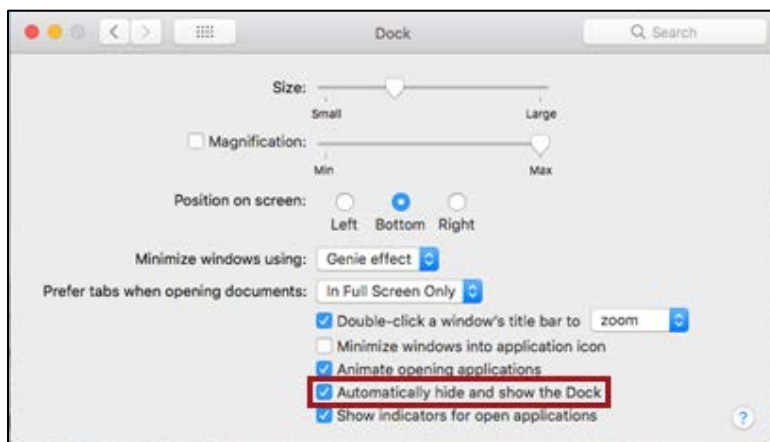 Dock
Search
Size:
Small Large
Magnification:
Min Max
Position on screen:
Left Bottom Right
Minimize windows using: Genie effect
Prefer tabs when opening documents: In Full Screen Only
Double-click a window's title bar to zoom
Minimize windows into application icon
Animate opening applications
Automatically hide and show the Dock
Show indicators for open applications
?